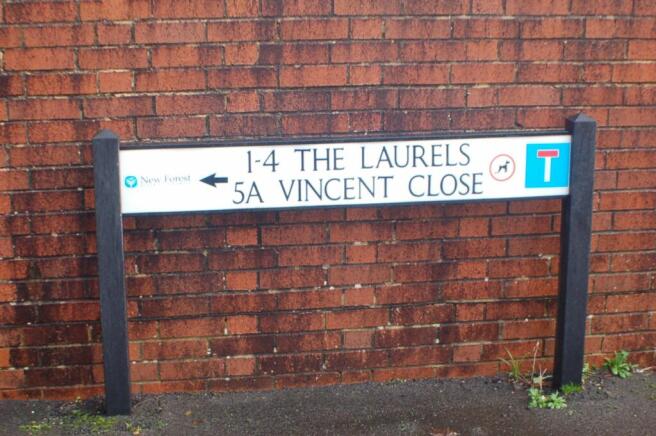 1-4 THE LAURELS
New Forest
5A VINCENT CLOSE